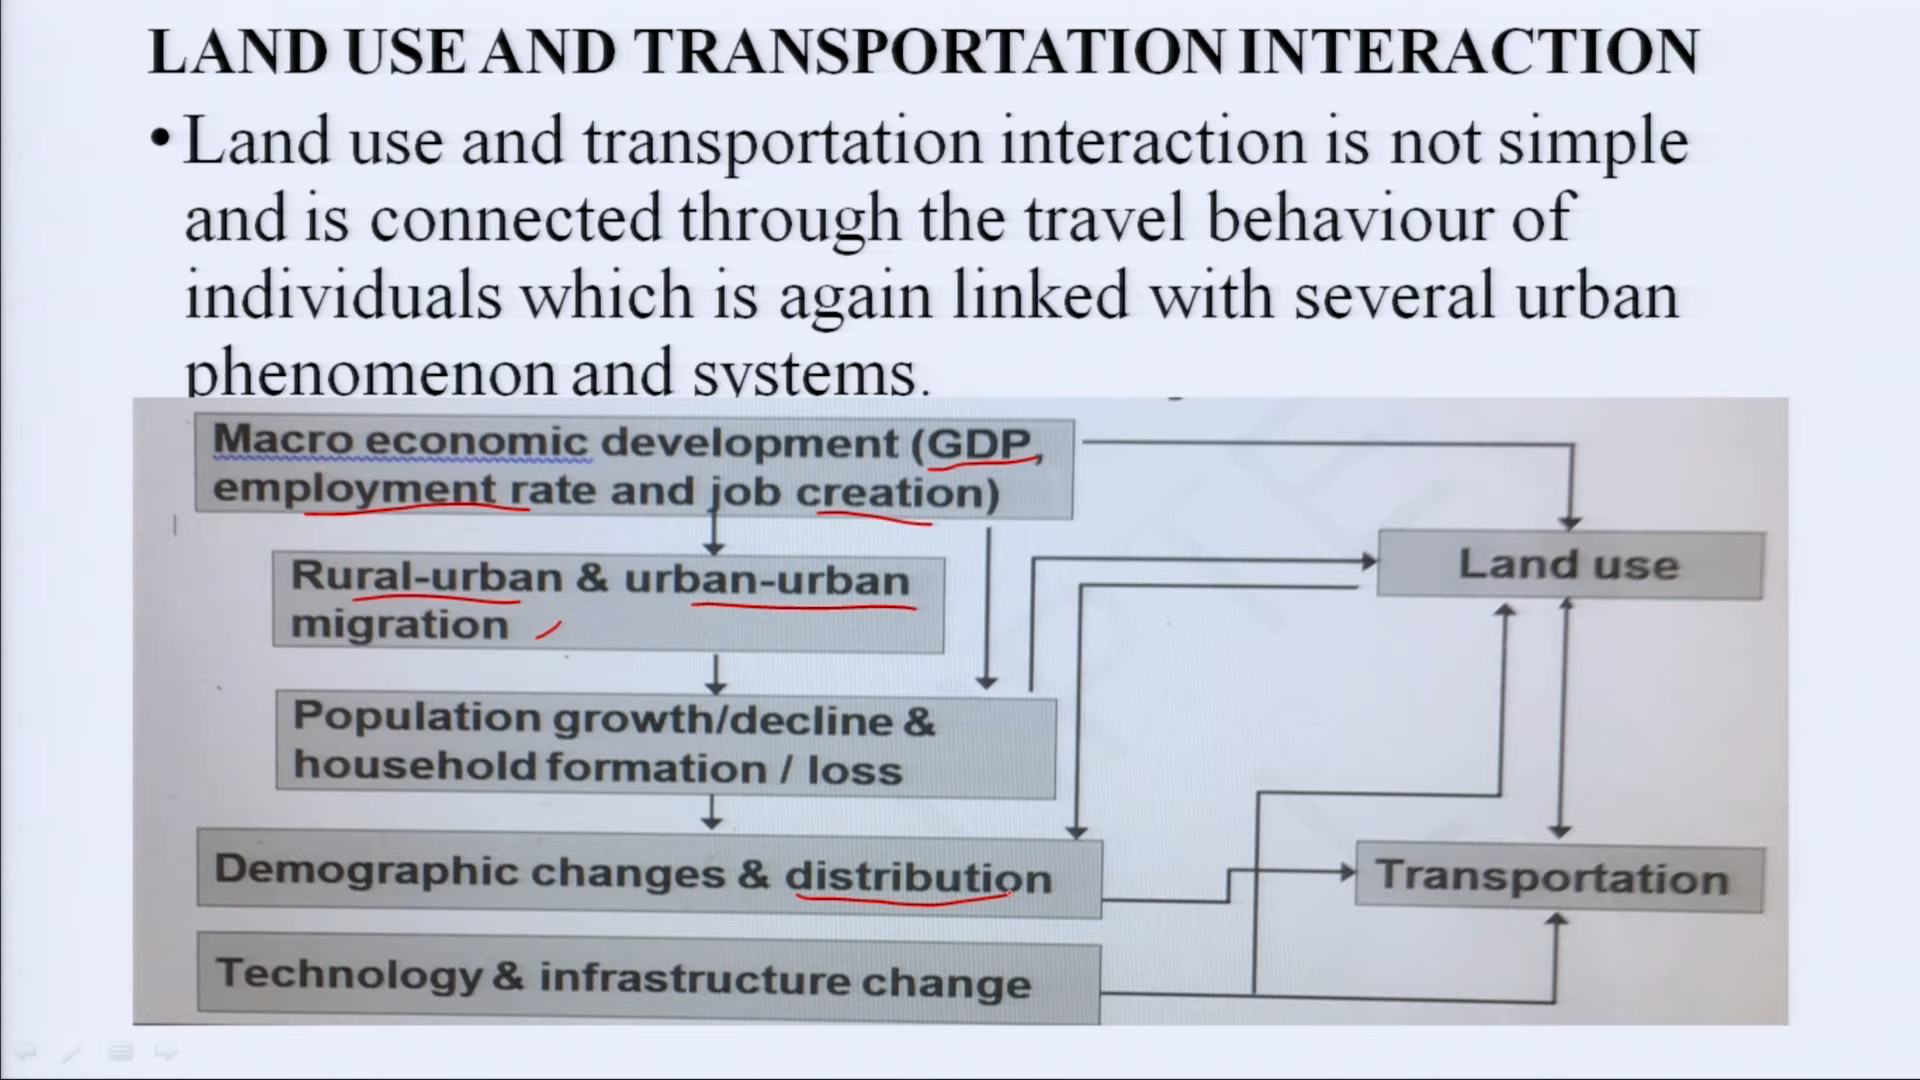 LAND USE AND TRANSPORTATION INTERACTION
• Land use and transportation interaction is not simple
and is connected through the travel behaviour of
individuals which is again linked with several urban
phenomenon and systems.
Macro economic development (GDP,
employment rate and job creation)
Rural-urban & urban-urban
migration
Population growth/decline &
household formation / loss
Demographic changes & distribution
Technology & infrastructure change
Land use
Transportation